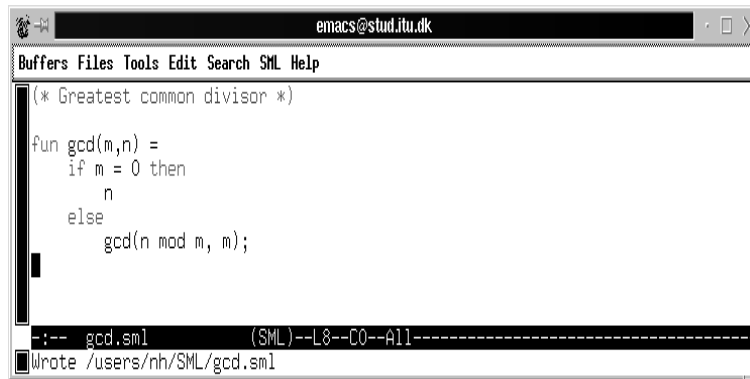 emacs@stud.itu.dk
Buffers Files Tools Edit Search SML Help
(* Greatest common divisor *)
fun gcd(m,n) =
    if m = 0 then
        n
    else
        gcd(n mod m, m);
-:--  gcd.sml          (SML)--L8--C0--All------------------------------------
Wrote /users/nh/SML/gcd.sml